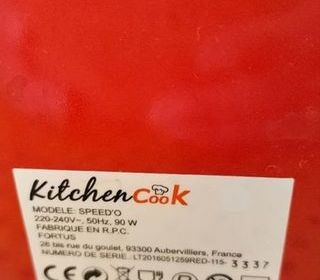 KitchenCook
MODELE: SPEED'O
220-240V~, 50Hz, 90 W
FABRIQUE EN R.P.C.
FORTUS
26 bis rue du goulet, 93300 Aubervilliers, France
NUMERO DE SERIE.: LT2016051259RED-115- 3337
CE